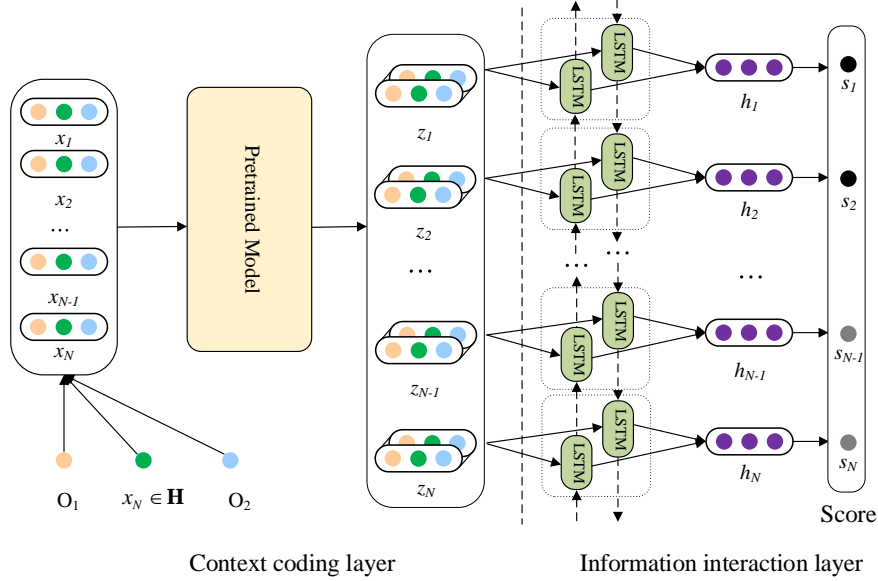 x1
x2
...
xN-1
xN
O1
xN ∈ H
O2
Pretrained Model
z1
z2
...
zN-1
zN
LSTM
LSTM
LSTM
LSTM
...
...
LSTM
LSTM
LSTM
LSTM
h1
h2
...
hN-1
hN
s1
s2
sN-1
sN
Score
Context coding layer
Information interaction layer